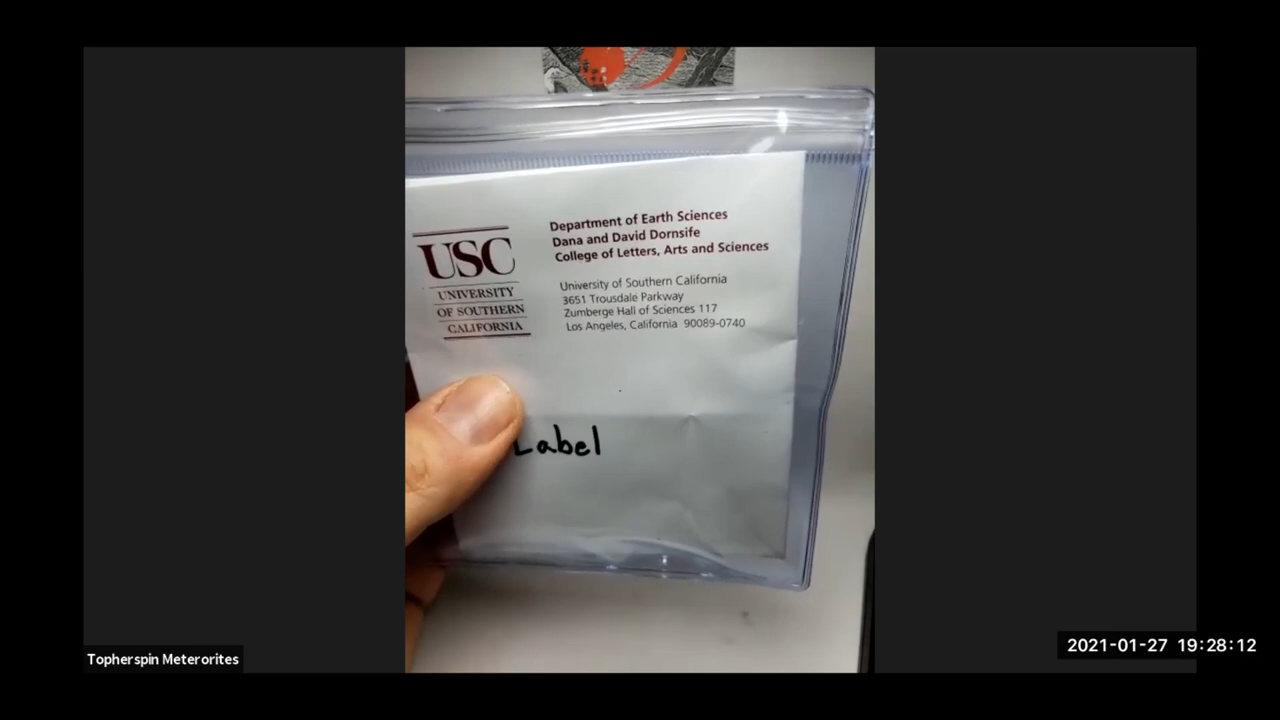 USC
UNIVERSITY
OF SOUTHERN
CALIFORNIA
Department of Earth Sciences
Dana and David Dornsife
College of Letters, Arts and Sciences
University of Southern California
3651 Trousdale Parkway
Zumberge Hall of Sciences 117
Los Angeles, California 90089-0740
Label
Topherspin Meterorites
2021-01-27 19:28:12